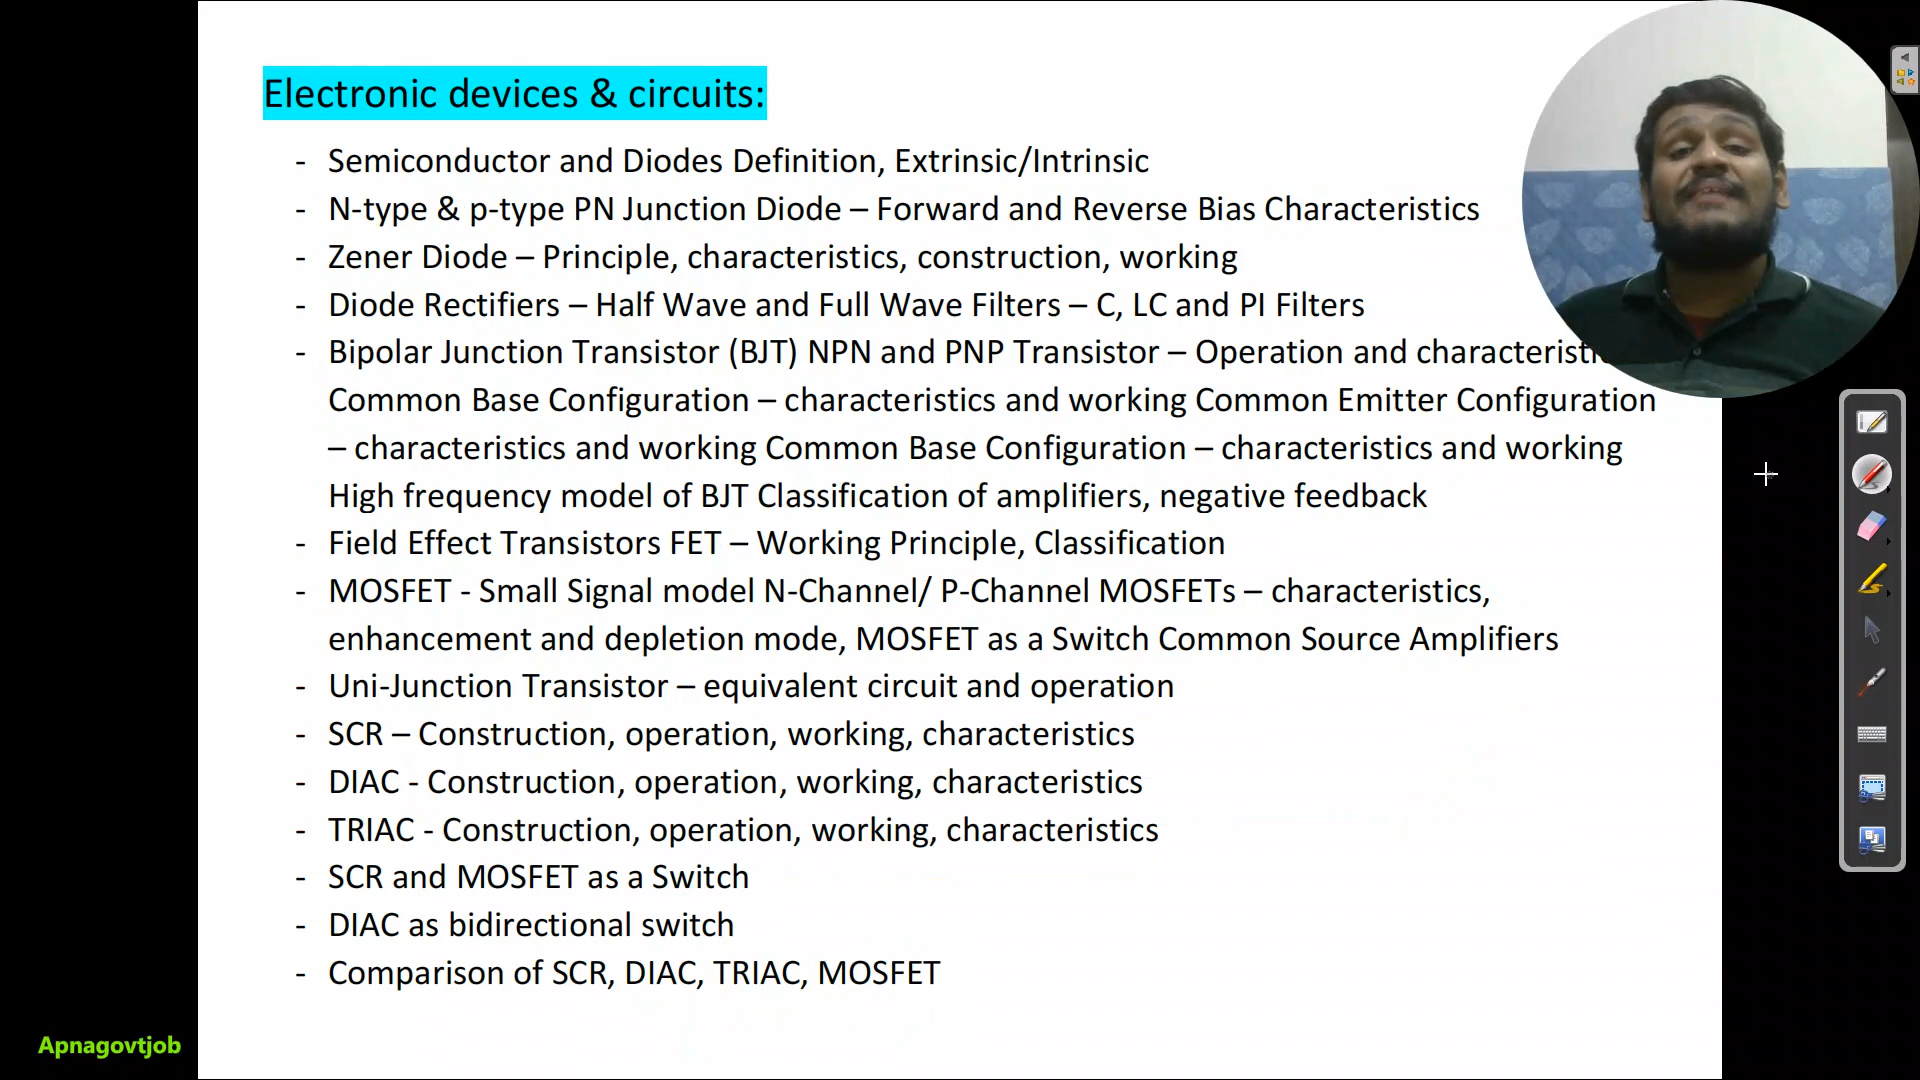 Electronic devices & circuits:
- Semiconductor and Diodes Definition, Extrinsic/Intrinsic
- N-type & p-type PN Junction Diode – Forward and Reverse Bias Characteristics
- Zener Diode – Principle, characteristics, construction, working
- Diode Rectifiers – Half Wave and Full Wave Filters – C, LC and PI Filters
- Bipolar Junction Transistor (BJT) NPN and PNP Transistor – Operation and
Common Base Configuration – characteristics and working Common Emitter Configuration
– characteristics and working Common Base Configuration – characteristics and working
High frequency model of BJT Classification of amplifiers, negative feedback
- Field Effect Transistors FET – Working Principle, Classification
- MOSFET - Small Signal model N-Channel/ P-Channel MOSFETs – characteristics,
enhancement and depletion mode, MOSFET as a Switch Common Source Amplifiers
- Uni-Junction Transistor – equivalent circuit and operation
- SCR – Construction, operation, working, characteristics
- DIAC - Construction, operation, working, characteristics
- TRIAC - Construction, operation, working, characteristics
- SCR and MOSFET as a Switch
- DIAC as bidirectional switch
- Comparison of SCR, DIAC, TRIAC, MOSFET
Apnagovtjob